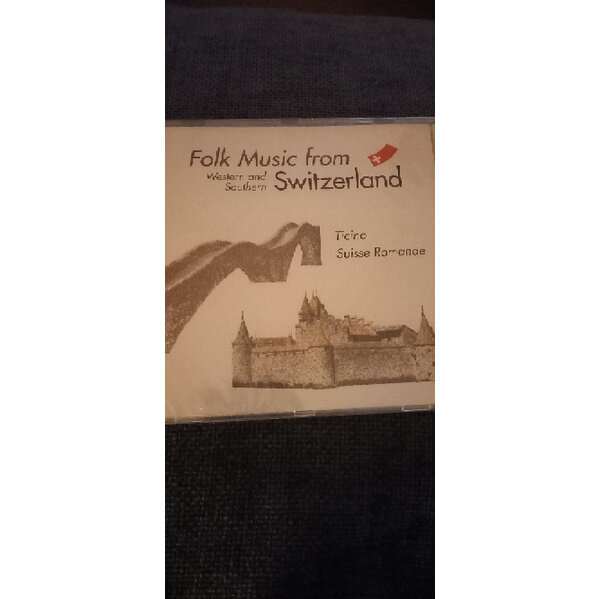 Folk Music from
Western and
Southern
Switzerland
Ticino
Suisse Romande